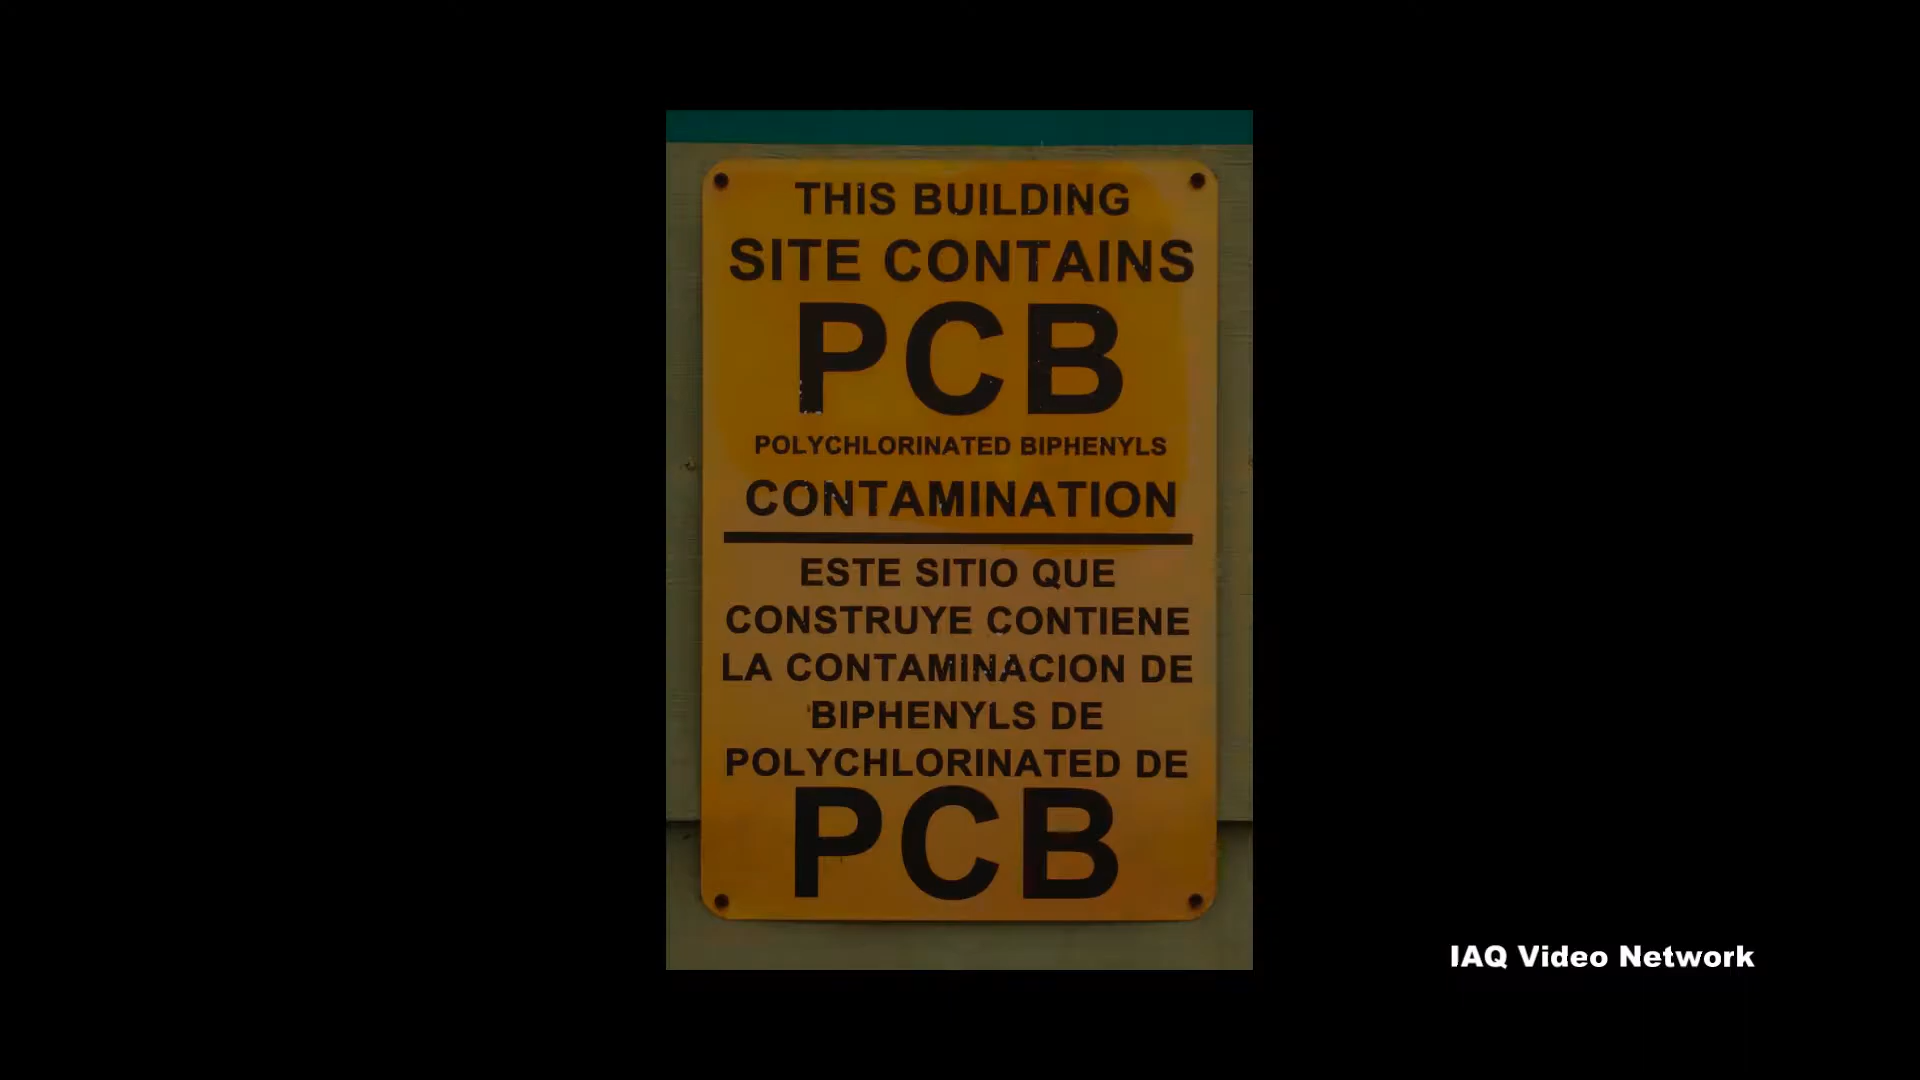 THIS BUILDING
SITE CONTAINS
PCB
POLYCHLORINATED BIPHENYLS
CONTAMINATION
ESTE SITIO QUE
CONSTRUYE CONTIENE
LA CONTAMINACION DE
BIPHENYLS DE
POLYCHLORINATED DE
PCB
IAQ Video Network